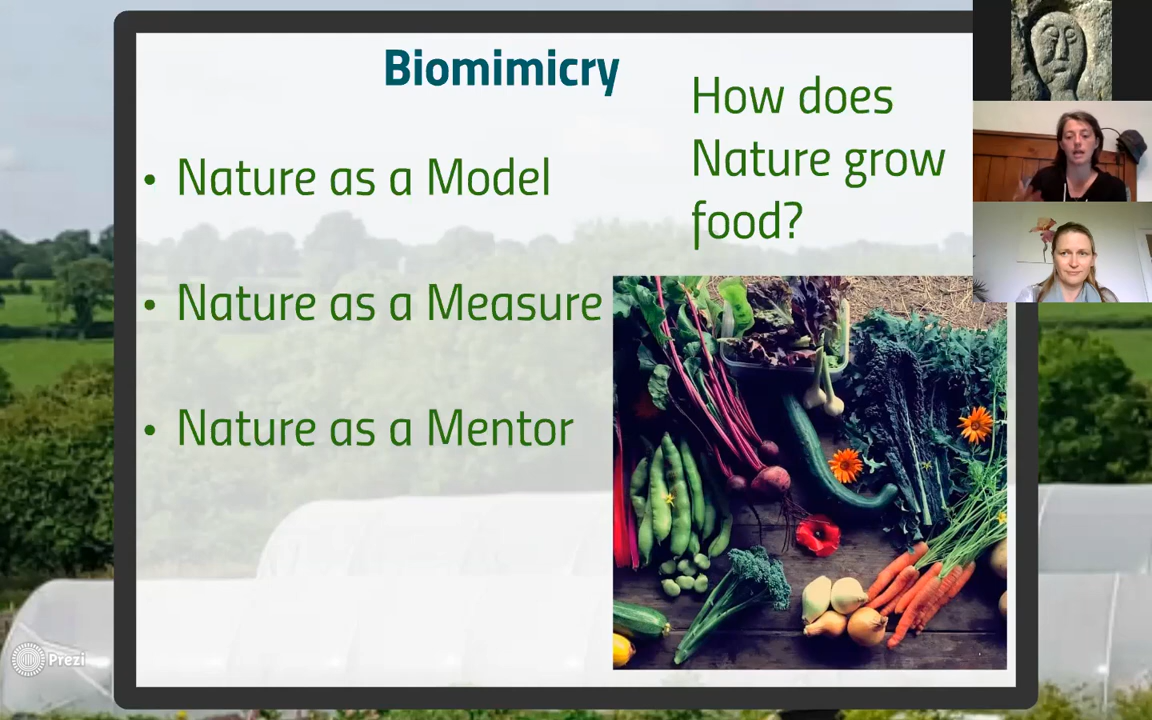 Biomimicry
• Nature as a Model
• Nature as a Measure
• Nature as a Mentor
How does
Nature grow
food?
Prezi